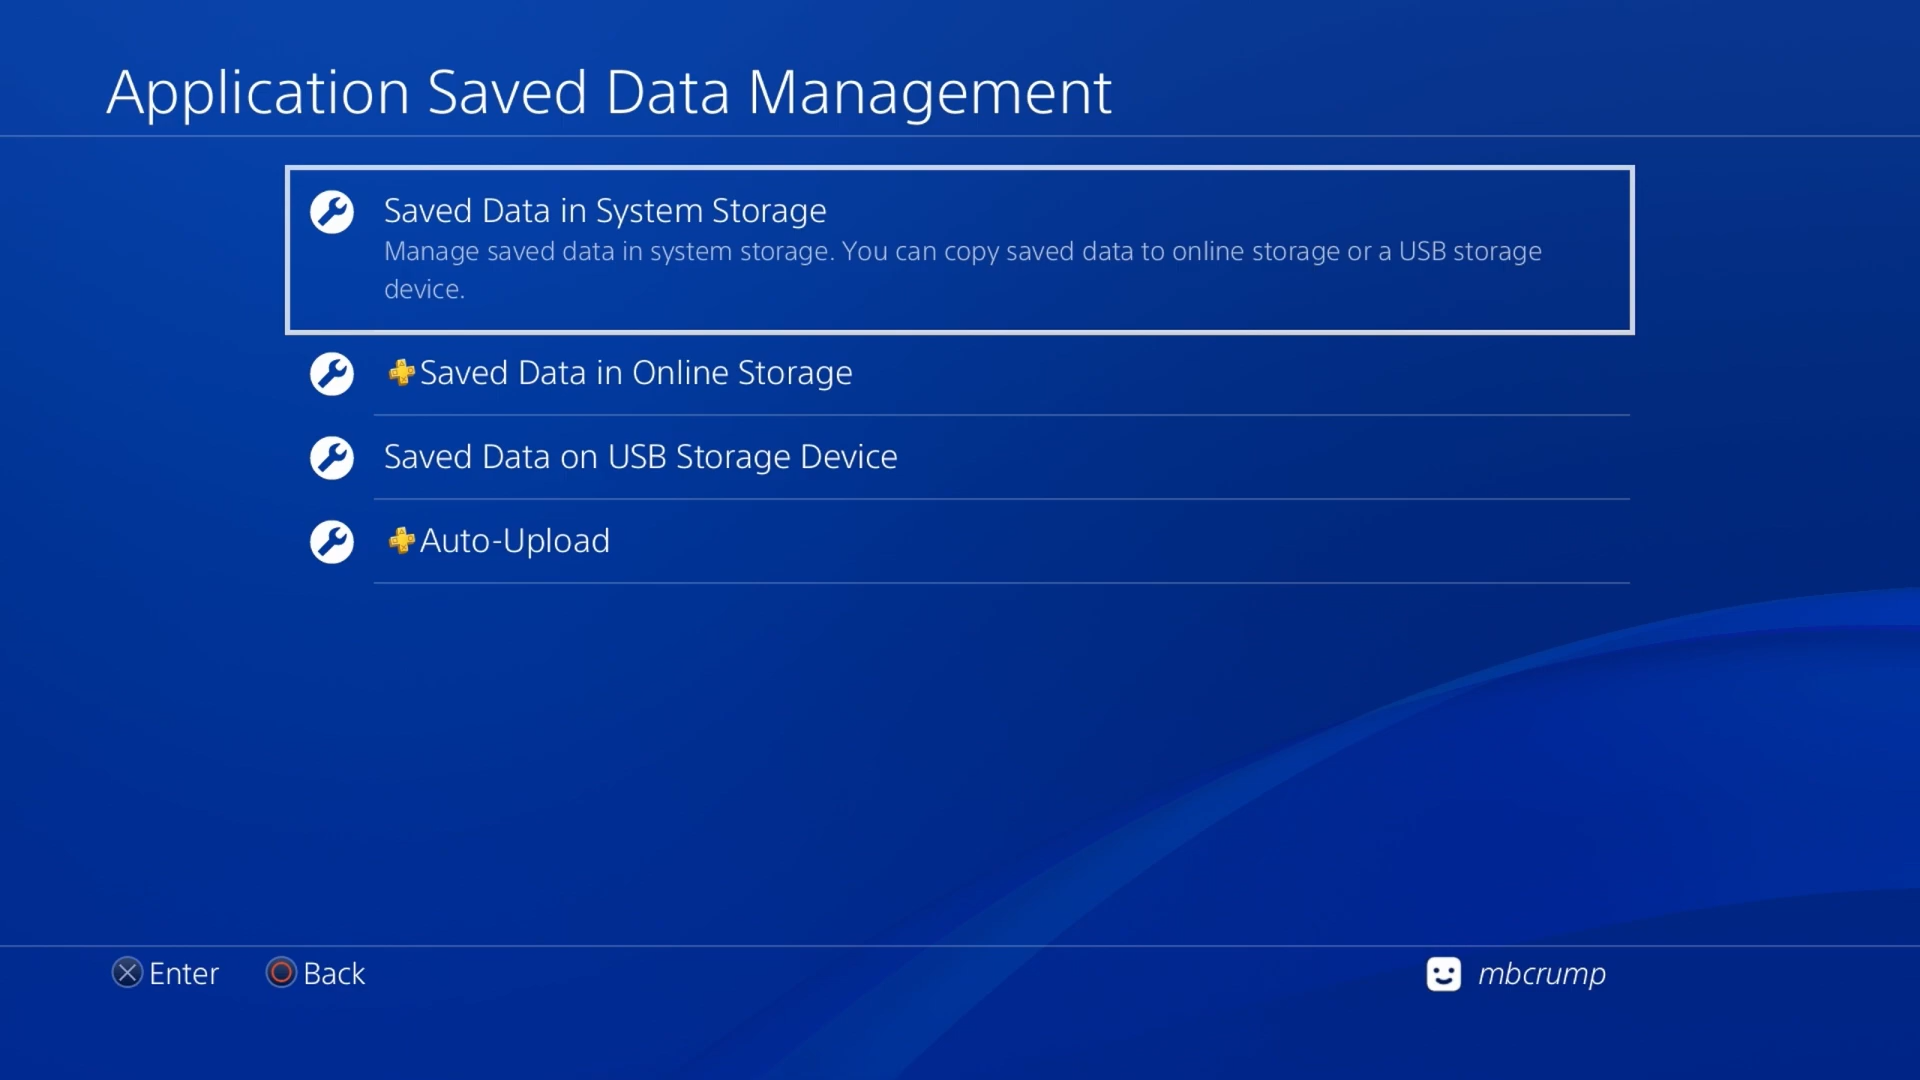 Application Saved Data Management
Saved Data in System Storage
Manage saved data in system storage. You can copy saved data to online storage or a USB storage
device.
Saved Data in Online Storage
Saved Data on USB Storage Device
Auto-Upload
Enter
Back
mbcrump